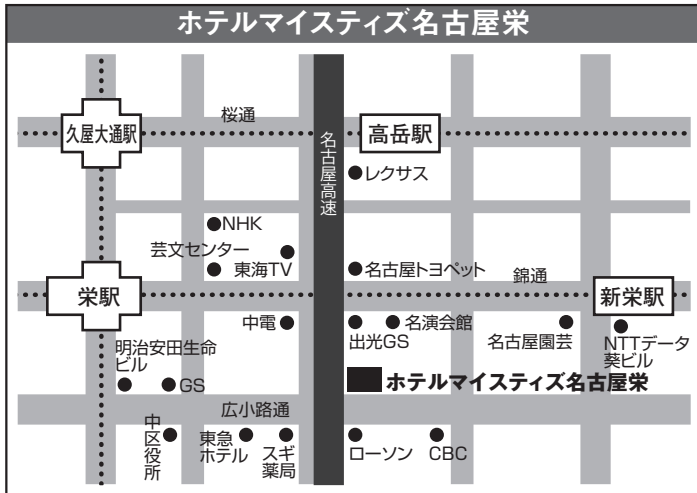 ホテルマイスティズ名古屋栄
桜通
久屋大通駅
名古屋高速
高岳駅
レクサス
NHK
芸文センター
東海TV
名古屋トヨペット
錦通
栄駅
新栄駅
中電
出光GS
名演会館
名古屋園芸
NTTデータ
葵ビル
明治安田生命
ビル
GS
ホテルマイスティズ名古屋栄
広小路通
中区役所
東急
ホテル
スギ
薬局
ローソン
CBC